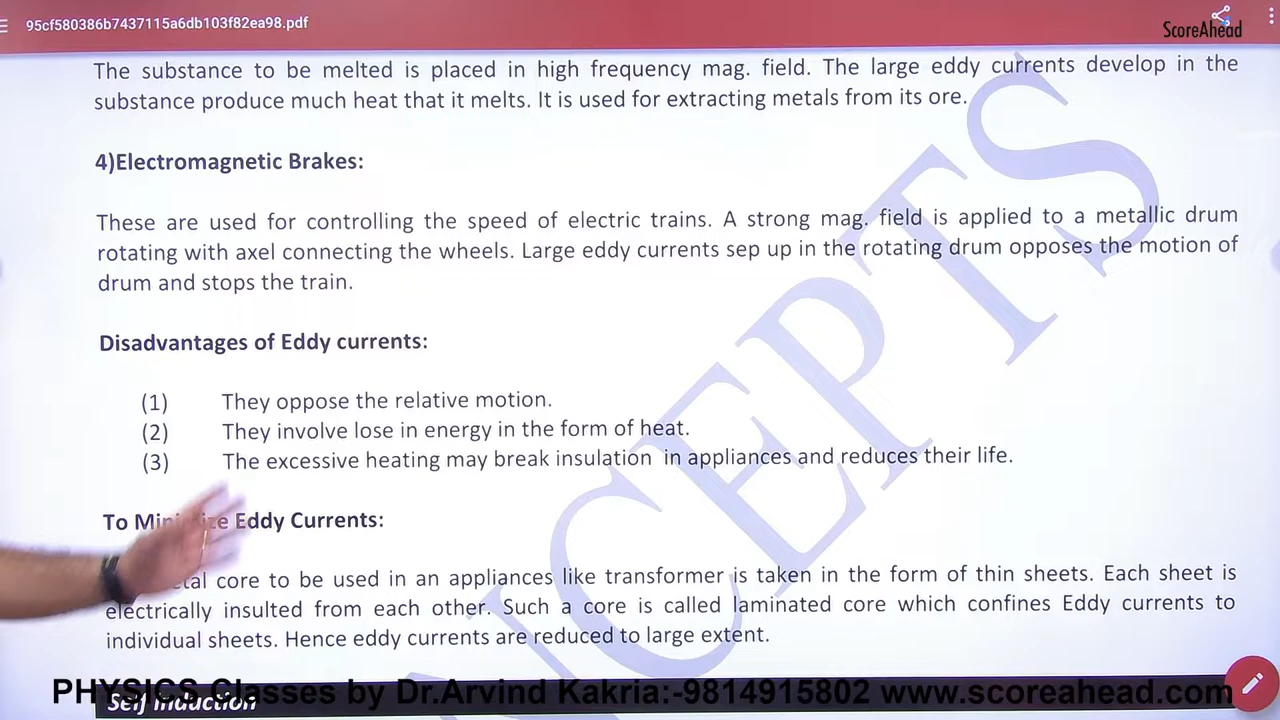 95cf580386b7437115a6db103f82ea98.pdf
ScoreAhead
The substance to be melted is placed in high frequency mag. field. The large eddy currents develop in the
substance produce much heat that it melts. It is used for extracting metals from its ore.
4)Electromagnetic Brakes:
These are used for controlling the speed of electric trains. A strong mag. field is applied to a metallic drum
rotating with axel connecting the wheels. Large eddy currents sep up in the rotating drum opposes the motion of
drum and stops the train.
Disadvantages of Eddy currents:
(1) They oppose the relative motion.
(2) They involve lose in energy in the form of heat.
(3) The excessive heating may break insulation in appliances and reduces their life.
To Minimize Eddy Currents:
core to be used in an appliances like transformer is taken in the form of thin sheets. Each sheet is
electrically insulted from each other. Such a core is called laminated core which confines Eddy currents to
individual sheets. Hence eddy currents are reduced to large extent.
PHYSICS Classes by Dr.Arvind Kakria:-9814915802 www.scoreahead.com
Self Induction
NCEPTS